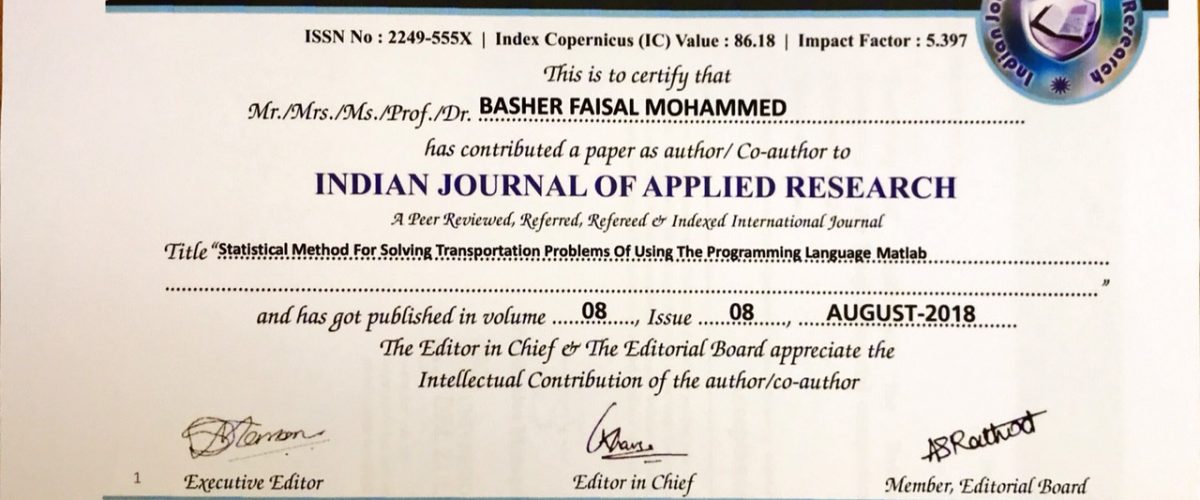 ISSN No : 2249-555X | Index Copernicus (IC) Value : 86.18 | Impact Factor : 5.397
Indian Jo Research
This is to certify that
Mr./Mrs./Ms./Prof./Dr. BASHER FAISAL MOHAMMED
has contributed a paper as author/ Co-author to
INDIAN JOURNAL OF APPLIED RESEARCH
A Peer Reviewed, Referred, Refereed & Indexed International Journal
Title "Statistical Method For Solving Transportation Problems Of Using The Programming Language Matlab
"
and has got published in volume ......08......, Issue ......08......, ......AUGUST-2018......
The Editor in Chief & The Editorial Board appreciate the
Intellectual Contribution of the author/co-author
ASRathod
1 Executive Editor Editor in Chief Member, Editorial Board